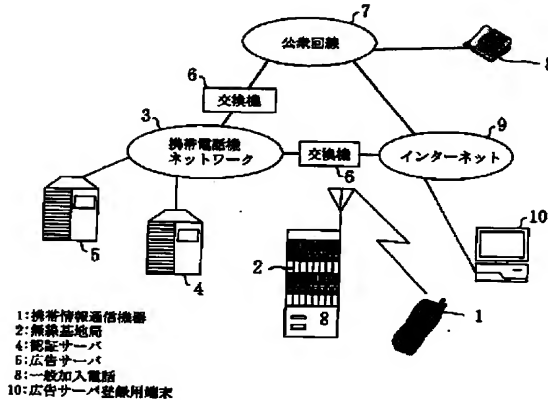 7
公衆回線
8
6
交換機
3
携帯電話機
ネットワーク
交換機
6
9
インターネット
5
4
2
1
10
1:携帯情報通信機器
2:無線基地局
4:認証サーバ
5:広告サーバ
8:一般加入電話
10:広告サーバ登録用端末